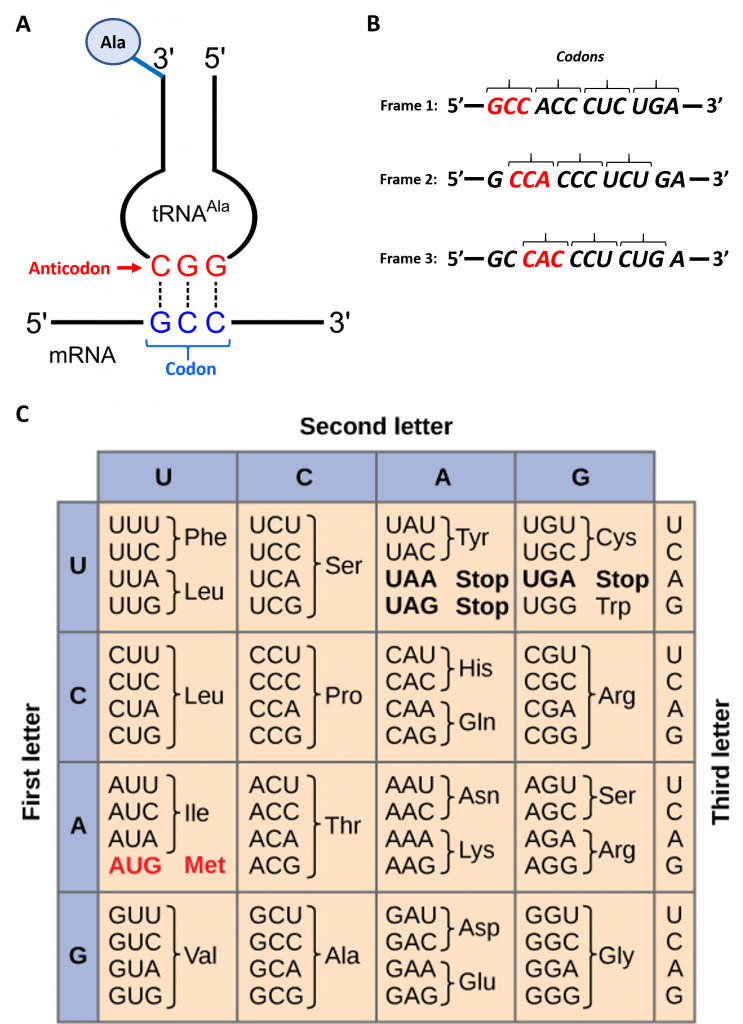 A
Ala
3'
5'
tRNAAla
Anticodon
C G G
5'
G C C
3'
mRNA
Codon
B
Codons
Frame 1: 5’ GCC ACC CUC UGA 3’
Frame 2: 5’ G CCA CCC UCU GA 3’
Frame 3: 5’ GC CAC CCU CUG A 3’
C
Second letter
U C A G
First letter
Third letter
U
UUU
UUC
Phe
UUA
UUG
Leu
UCU
UCC
UCA
UCG
Ser
UAU
UAC
Tyr
UAA Stop
UAG Stop
UGU
UGC
Cys
UGA Stop
UGG Trp
U
C
A
G
C
CUU
CUC
CUA
CUG
Leu
CCU
CCC
CCA
CCG
Pro
CAU
CAC
His
CAA
CAG
Gln
CGU
CGC
CGA
CGG
Arg
U
C
A
G
A
AUU
AUC
AUA
Ile
AUG Met
ACU
ACC
ACA
ACG
Thr
AAU
AAC
Asn
AAA
AAG
Lys
AGU
AGC
Ser
AGA
AGG
Arg
U
C
A
G
G
GUU
GUC
GUA
GUG
Val
GCU
GCC
GCA
GCG
Ala
GAU
GAC
Asp
GAA
GAG
Glu
GGU
GGC
GGA
GGG
Gly
U
C
A
G